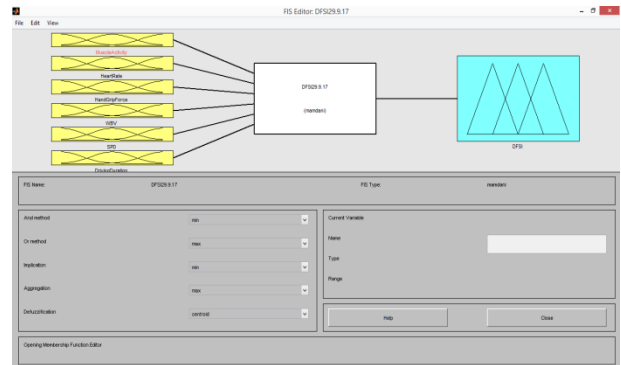 FIS Editor: DFSI29.9.17
File Edit View
MuscleActivity
HeartRate
HandGripForce
WBV
SPD
DrivingDuration
DFSI29.9.17
(mamdani)
DFSI
FIS Name: DFSI29.9.17 FIS Type: mamdani
And method min
Or method max
Implication min
Aggregation max
Defuzzification centroid
Current Variable
Name
Type
Range
Help Close
Opening Membership Function Editor